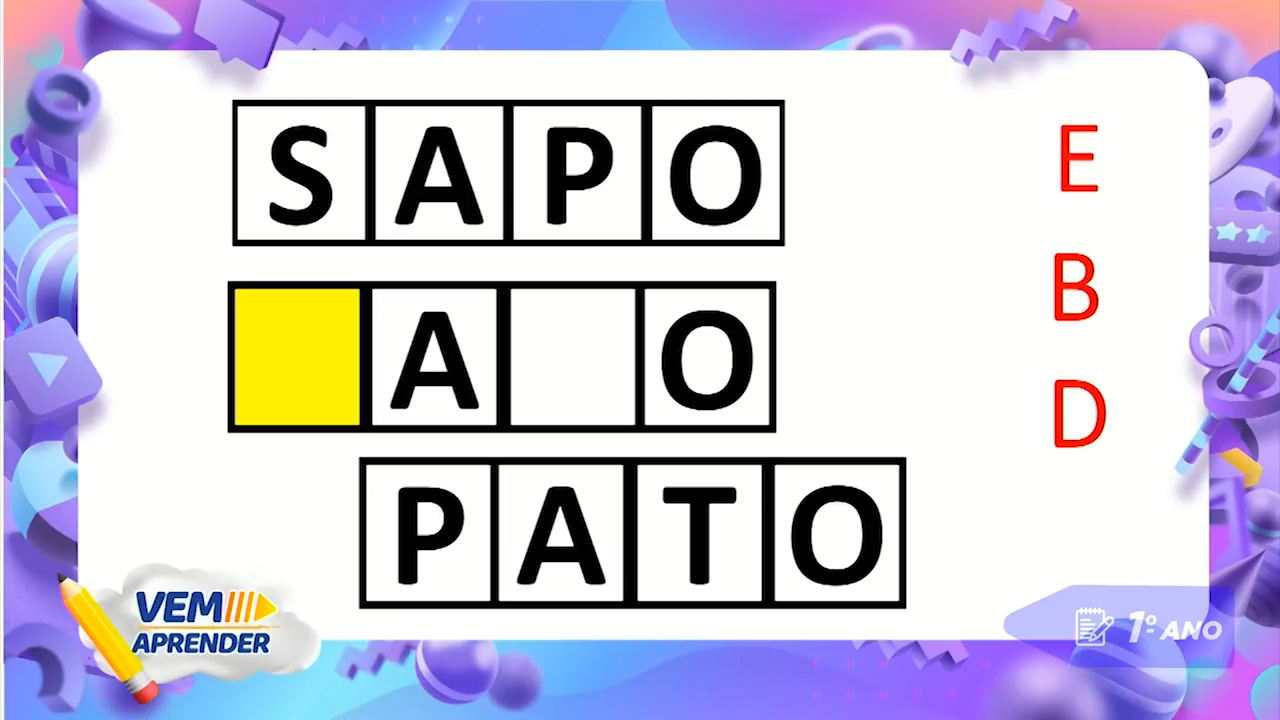 SAPO
A O
PATO
E
B
D
VEM
APRENDER
1º ANO